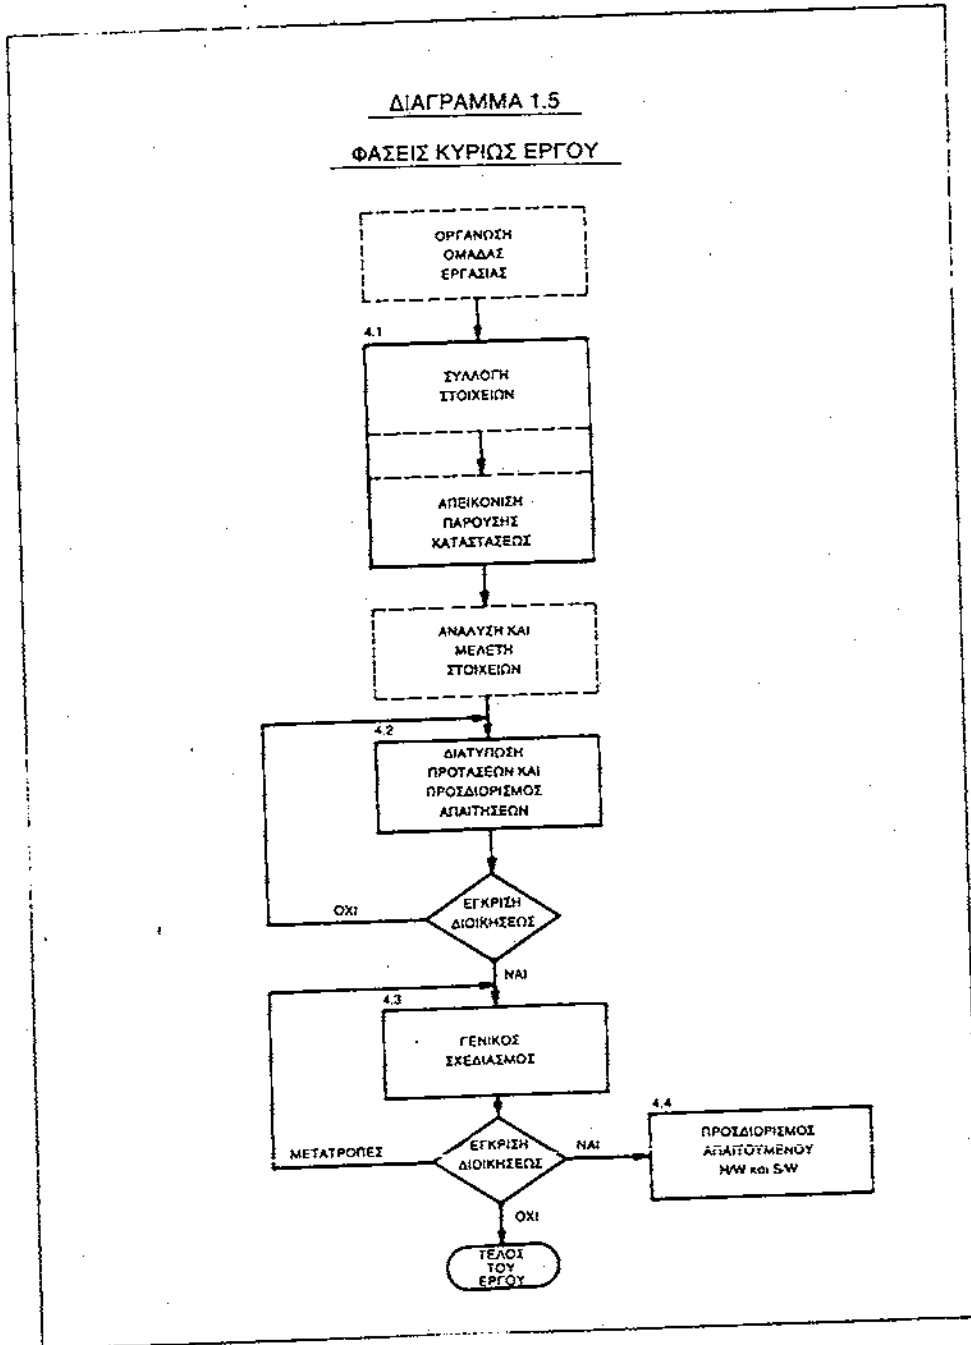 ΔΙΑΓΡΑΜΜΑ 1.5
ΦΑΣΕΙΣ ΚΥΡΙΩΣ ΕΡΓΟΥ
ΟΡΓΑΝΩΣΗ
ΟΜΑΔΑΣ
ΕΡΓΑΣΙΑΣ
4.1
ΣΥΛΛΟΓΗ
ΣΤΟΙΧΕΙΩΝ
ΑΠΕΙΚΟΝΙΣΗ
ΠΑΡΟΥΣΗΣ
ΚΑΤΑΣΤΑΣΕΩΣ
ΑΝΑΛΥΣΗ ΚΑΙ
ΜΕΛΕΤΗ
ΣΤΟΙΧΕΙΩΝ
4.2
ΔΙΑΤΥΠΩΣΗ
ΠΡΟΤΑΣΕΩΝ ΚΑΙ
ΠΡΟΣΔΙΟΡΙΣΜΟΣ
ΑΠΑΙΤΗΣΕΩΝ
ΟΧΙ
ΕΓΚΡΙΣΗ
ΔΙΟΙΚΗΣΕΩΣ
ΝΑΙ
4.3
ΓΕΝΙΚΟΣ
ΣΧΕΔΙΑΣΜΟΣ
ΜΕΤΑΤΡΟΠΕΣ
ΕΓΚΡΙΣΗ
ΔΙΟΙΚΗΣΕΩΣ
ΝΑΙ
4.4
ΠΡΟΣΔΙΟΡΙΣΜΟΣ
ΑΠΑΙΤΟΥΜΕΝΟΥ
H/W και S/W
ΟΧΙ
ΤΕΛΟΣ
ΤΟΥ
ΕΡΓΟΥ